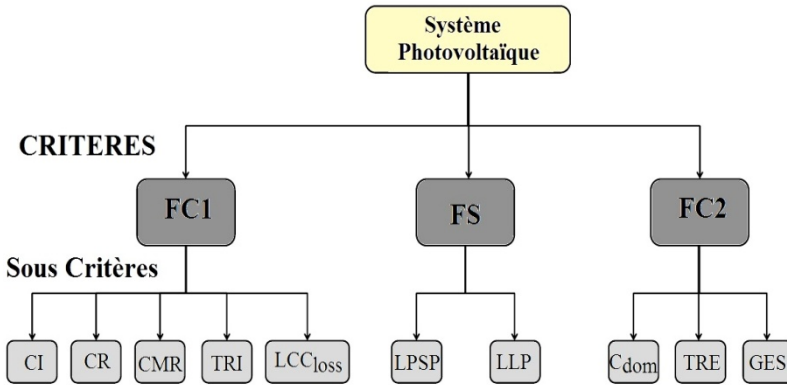 Système
Photovoltaïque
CRITERES
FC1
FS
FC2
Sous Critères
CI
CR
CMR
TRI
LCCloss
LPSP
LLP
Cdom
TRE
GES